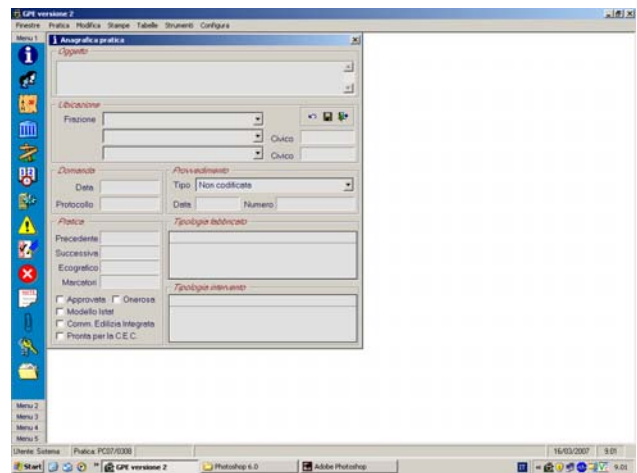 GPE versione 2
Finestre Pratica Modifica Stampe Tabelle Strumenti Configura
Menu 1
Anagrafica pratica
Oggetto
Ubicazione
Frazione
Civico
Civico
Domanda
Data
Protocollo
Provvedimento
Tipo Non codificata
Data Numero
Pratica
Precedente
Successiva
Ecografico
Marcatori
Approvata Onerosa
Modello Istat
Comm. Edilizia Integrata
Pronta per la C.E.C.
Tipologia fabbricato
Tipologia intervento
Menu 2
Menu 3
Menu 4
Menu 5
Utente: Sistema Pratica: PC07/0308 16/03/2007 9.01
Start GPE versione 2 Photoshop 6.0 Adobe Photoshop IT 9.01